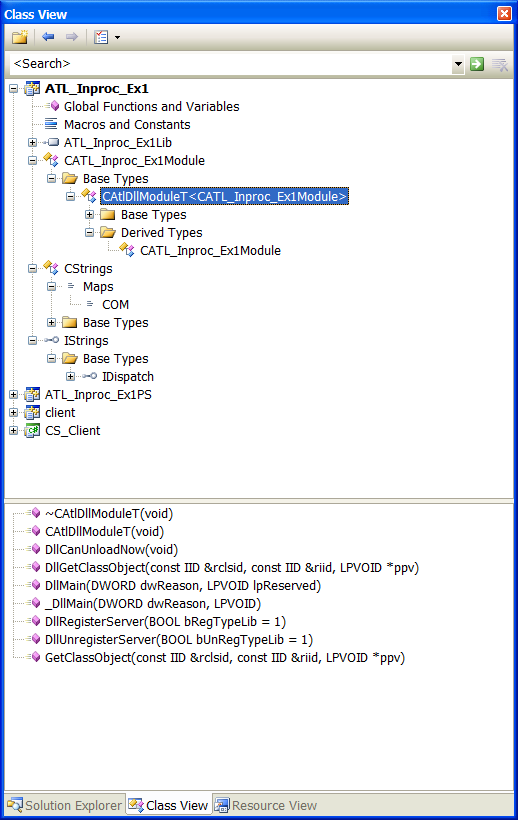 Class View
<Search>
ATL_Inproc_Ex1
Global Functions and Variables
Macros and Constants
ATL_Inproc_Ex1Lib
CATL_Inproc_Ex1Module
Base Types
CAtlDllModuleT<CATL_Inproc_Ex1Module>
Base Types
Derived Types
CATL_Inproc_Ex1Module
CStrings
Maps
COM
Base Types
IStrings
Base Types
IDispatch
ATL_Inproc_Ex1PS
client
CS_Client
~CAtlDllModuleT(void)
CAtlDllModuleT(void)
DllCanUnloadNow(void)
DllGetClassObject(const IID &rclsid, const IID &riid, LPVOID *ppv)
DllMain(DWORD dwReason, LPVOID lpReserved)
_DllMain(DWORD dwReason, LPVOID)
DllRegisterServer(BOOL bRegTypeLib = 1)
DllUnregisterServer(BOOL bUnRegTypeLib = 1)
GetClassObject(const IID &rclsid, const IID &riid, LPVOID *ppv)
Solution Explorer Class View Resource View